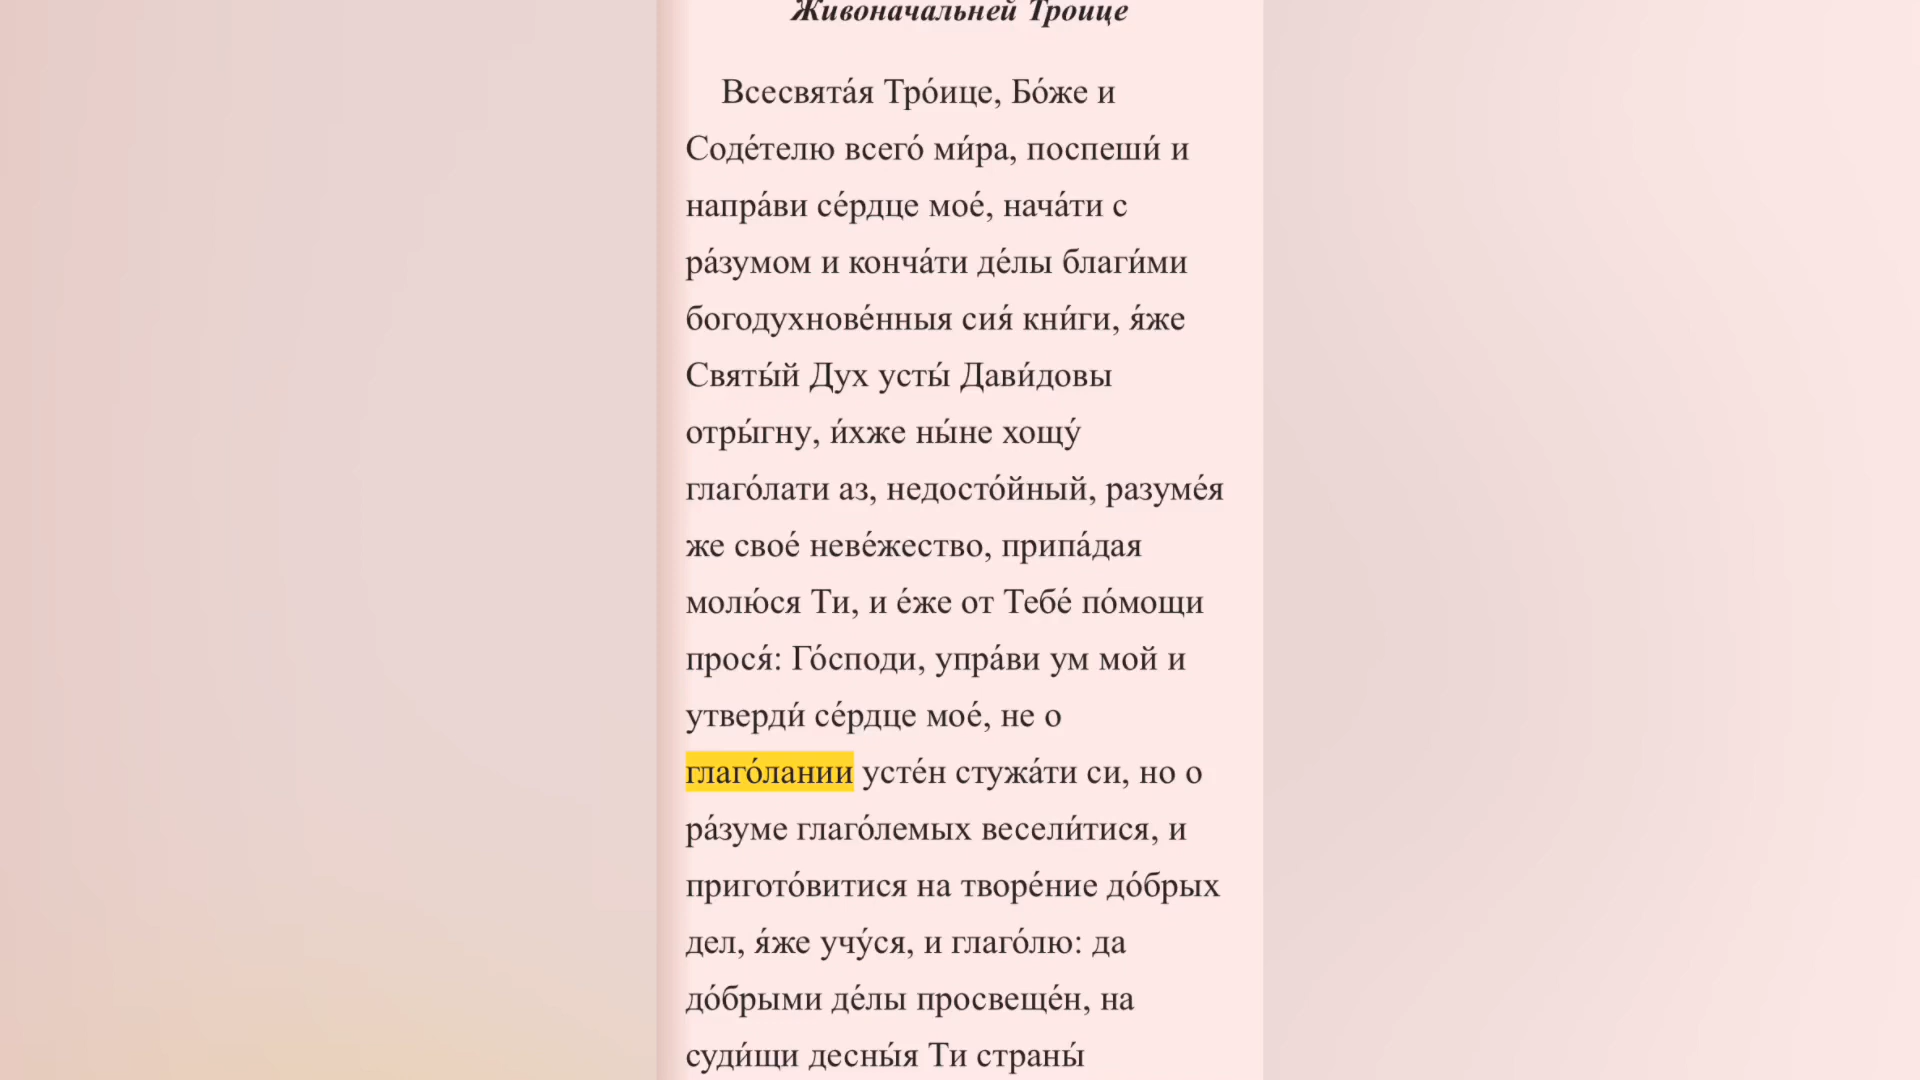 Живоначальней Троице
Всесвята́я Тро́ице, Бо́же и
Соде́телю всего́ ми́ра, поспеши́ и
напра́ви се́рдце мое́, нача́ти с
ра́зумом и конча́ти де́лы благи́ми
богодухнове́нныя сия́ кни́ги, я́же
Святы́й Дух усты́ Дави́довы
отры́гну, и́хже ны́не хощу́
глаго́лати аз, недосто́йный, разуме́я
же свое́ неве́жество, припа́дая
молю́ся Ти, и е́же от Тебе́ по́мощи
прося́: Го́споди, упра́ви ум мой и
утверди́ се́рдце мое́, не о
глаго́лании усте́н стужа́ти си, но о
ра́зуме глаго́лемых весели́тися, и
пригото́витися на творе́ние до́брых
дел, я́же учу́ся, и глаго́лю: да
до́брыми де́лы просвеще́н, на
суди́щи десны́я Ти страны́